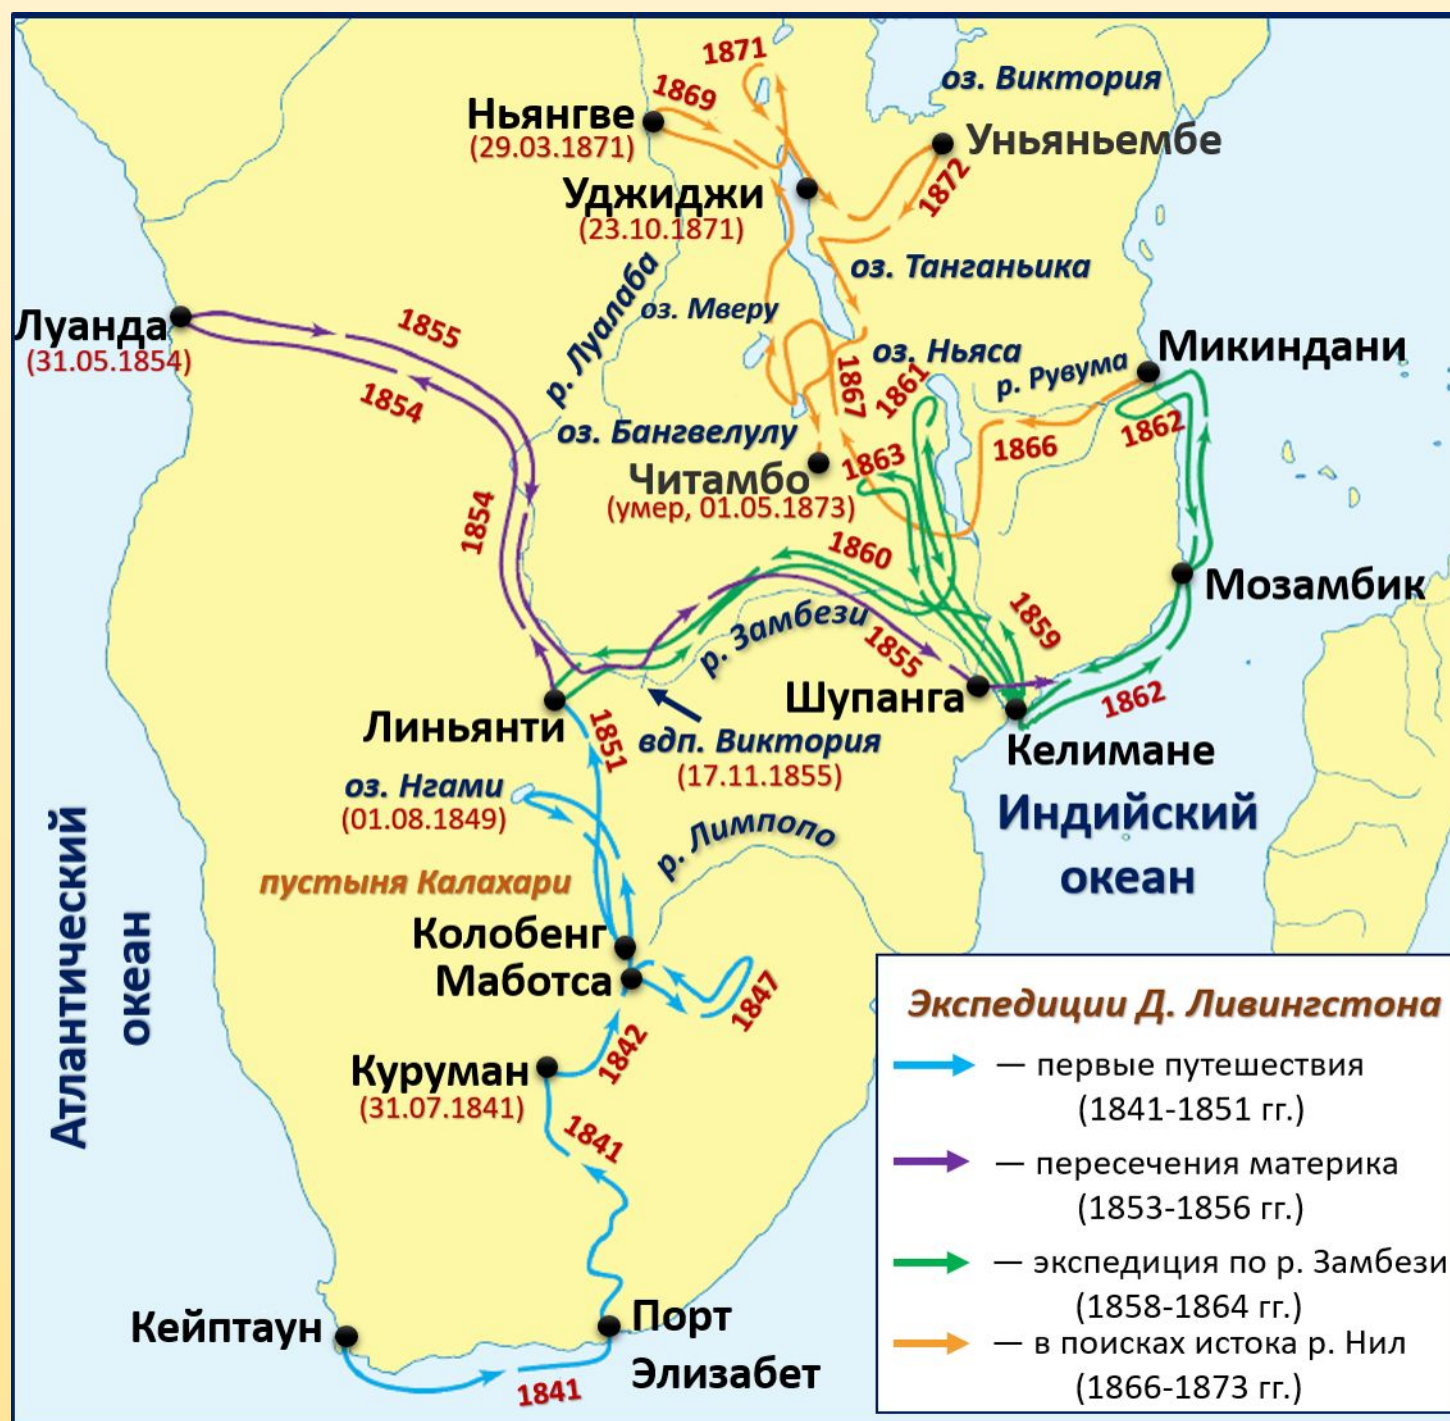 1871
оз. Виктория
1869
Ньянгве
(29.03.1871)
Уньяньембе
1872
Уджиджи
(23.10.1871)
оз. Танганьика
р. Луалаба
оз. Мверу
Луанда
(31.05.1854)
1855
1854
оз. Ньяса
1867
1861
р. Рувума
Микиндани
1862
1866
оз. Бангвелулу
Читамбо
(умер, 01.05.1873)
1863
1854
1860
Мозамбик
1859
р. Замбези
1855
Шупанга
1862
Линьянти
1851
вдп. Виктория
(17.11.1855)
Келимане
оз. Нгами
(01.08.1849)
Индийский
океан
р. Лимпопо
Атлантический
океан
пустыня Калахари
Колобенг
Маботса
1847
1842
Куруман
(31.07.1841)
1841
Кейптаун
1841
Порт
Элизабет
Экспедиции Д. Ливингстона
— первые путешествия
(1841-1851 гг.)
— пересечения материка
(1853-1856 гг.)
— экспедиция по р. Замбези
(1858-1864 гг.)
— в поисках истока р. Нил
(1866-1873 гг.)